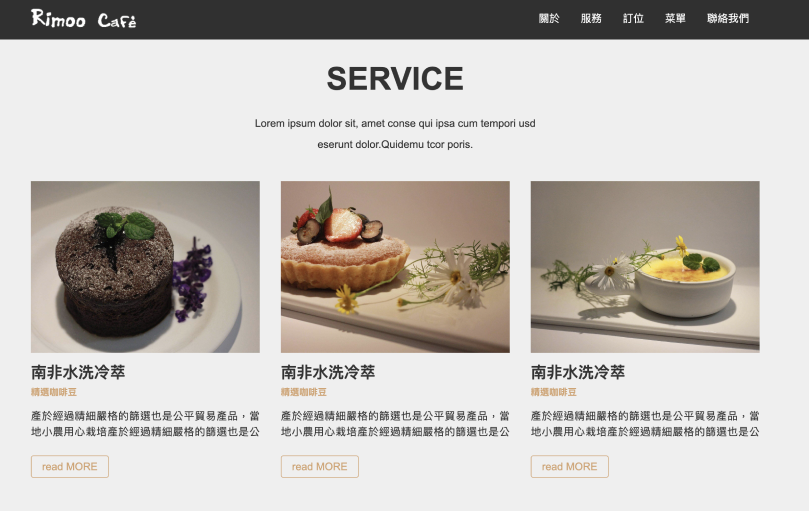 Rimoo Café
關於 服務 訂位 菜單 聯絡我們
SERVICE
Lorem ipsum dolor sit, amet conse qui ipsa cum tempori usd
eserunt dolor.Quidemu tcor poris.
南非水洗冷萃
精選咖啡豆
產於經過精細嚴格的篩選也是公平貿易產品，當
地小農用心栽培產於經過精細嚴格的篩選也是公
read MORE
南非水洗冷萃
精選咖啡豆
產於經過精細嚴格的篩選也是公平貿易產品，當
地小農用心栽培產於經過精細嚴格的篩選也是公
read MORE
南非水洗冷萃
精選咖啡豆
產於經過精細嚴格的篩選也是公平貿易產品，當
地小農用心栽培產於經過精細嚴格的篩選也是公
read MORE